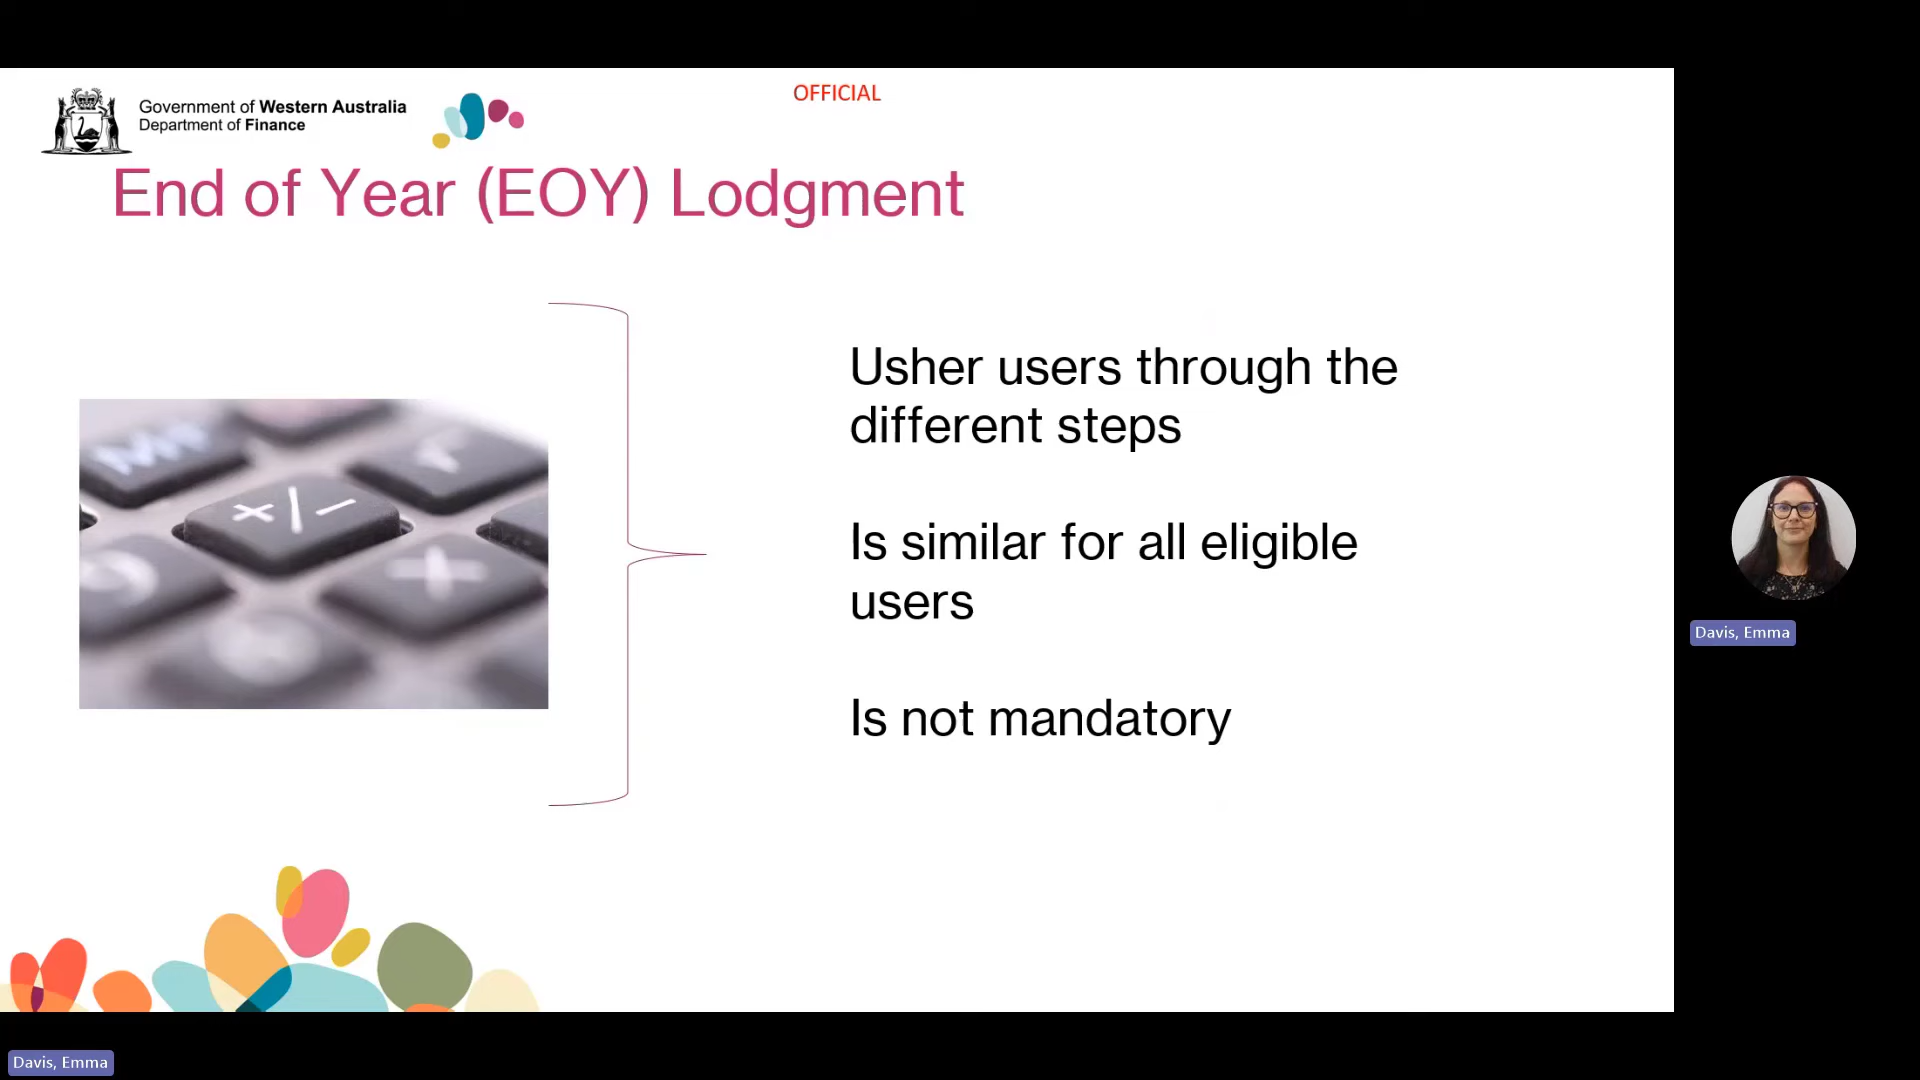 OFFICIAL
Government of Western Australia
Department of Finance
End of Year (EOY) Lodgment
Usher users through the
different steps
Is similar for all eligible
users
Is not mandatory
+/-
Davis, Emma
Davis, Emma